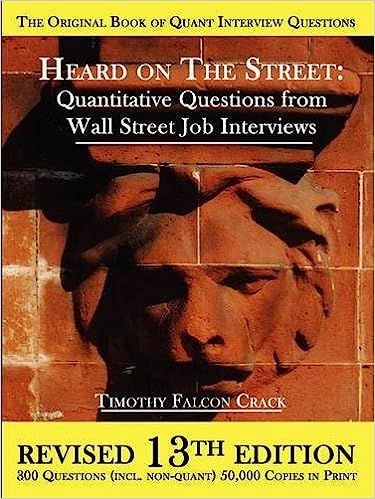 The Original Book of Quant Interview Questions
Heard on The Street:
Quantitative Questions from
Wall Street Job Interviews
Timothy Falcon Crack
REVISED 13TH EDITION
300 Questions (incl. non-quant) 50,000 Copies in Print